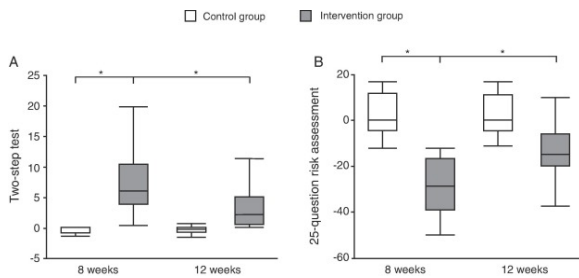 Control group
Intervention group
A
*
*
25
20
15
10
5
0
-5
Two-step test
8 weeks
12 weeks
B
*
*
20
0
-20
-40
-60
25-question risk assessment
8 weeks
12 weeks